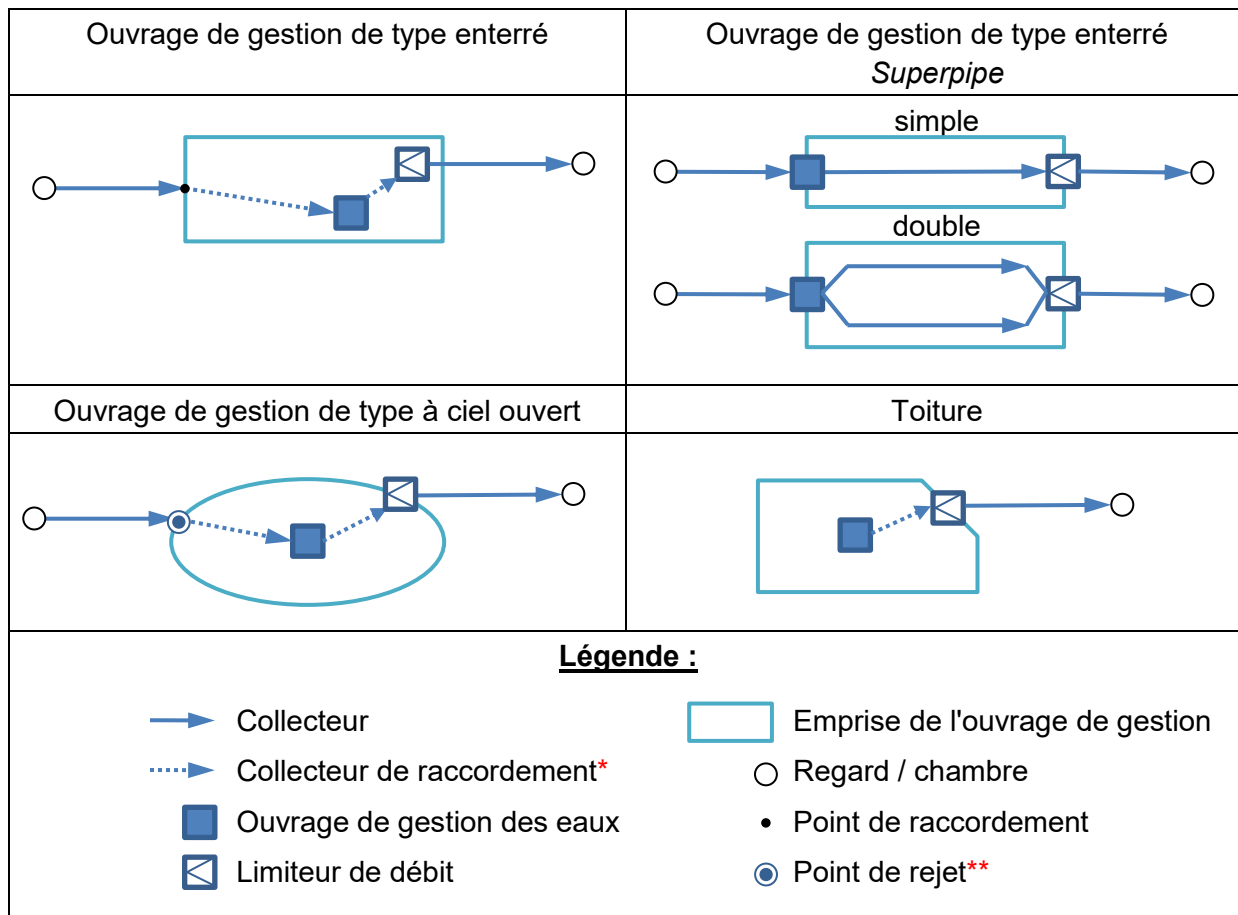 Ouvrage de gestion de type enterré
Ouvrage de gestion de type enterré
Superpipe
simple
double
Ouvrage de gestion de type à ciel ouvert
Toiture
Légende :
Collecteur
Emprise de l'ouvrage de gestion
Collecteur de raccordement*
Regard / chambre
Ouvrage de gestion des eaux
Point de raccordement
Limiteur de débit
Point de rejet**